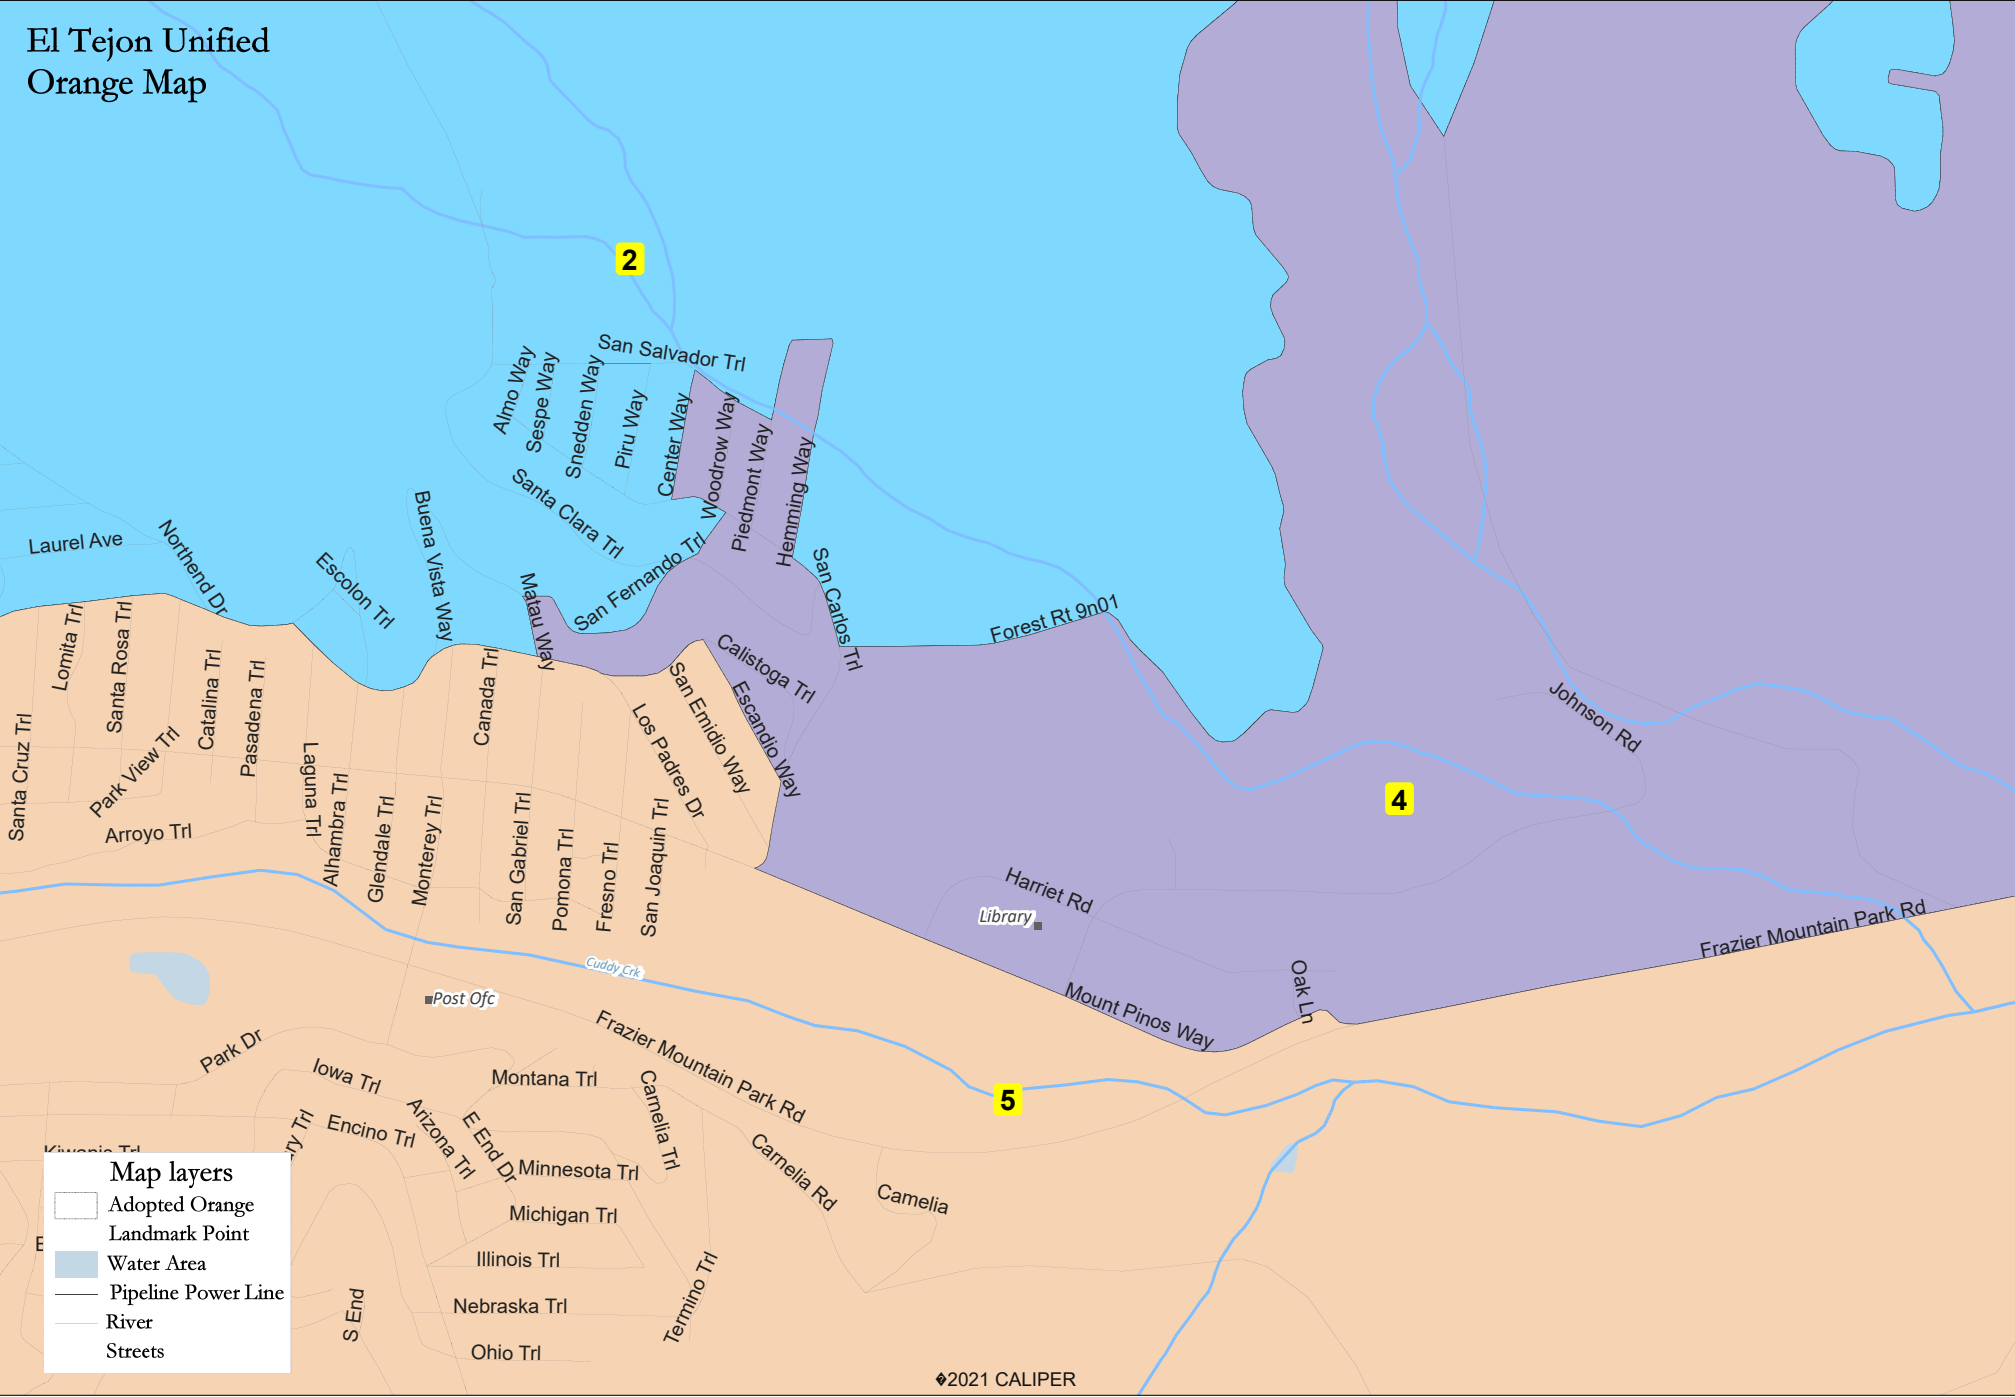 El Tejon Unified
Orange Map
2
San Salvador Trl
Almo Way
Sespe Way
Snedden Way
Piru Way
Center Way
Woodrow Way
Piedmont Way
Hemming Way
Santa Clara Trl
San Fernando Trl
San Carlos Trl
Laurel Ave
Northend Dr
Escolon Trl
Buena Vista Way
Matau Way
Forest Rt 9n01
Calistoga Trl
Escandio Way
San Emidio Way
Los Padres Dr
Lomita Trl
Santa Rosa Trl
Catalina Trl
Pasadena Trl
Canada Trl
Santa Cruz Trl
Park View Trl
Arroyo Trl
Laguna Trl
Alhambra Trl
Glendale Trl
Monterey Trl
San Gabriel Trl
Pomona Trl
Fresno Trl
San Joaquin Trl
Johnson Rd
4
Harriet Rd
Library
Frazier Mountain Park Rd
Oak Ln
Mount Pinos Way
Cuddy Crk
Post Ofc
Frazier Mountain Park Rd
Park Dr
Iowa Trl
Montana Trl
5
Encino Trl
Arizona Trl
E End Dr
Carmelia Trl
Minnesota Trl
Carnelia Rd
Michigan Trl
Camelia
Illinois Trl
Nebraska Trl
Termino Trl
S End
Ohio Trl
Kiwanis Trl
ry Trl
E
Map layers
Adopted Orange
Landmark Point
Water Area
Pipeline Power Line
River
Streets
�2021 CALIPER